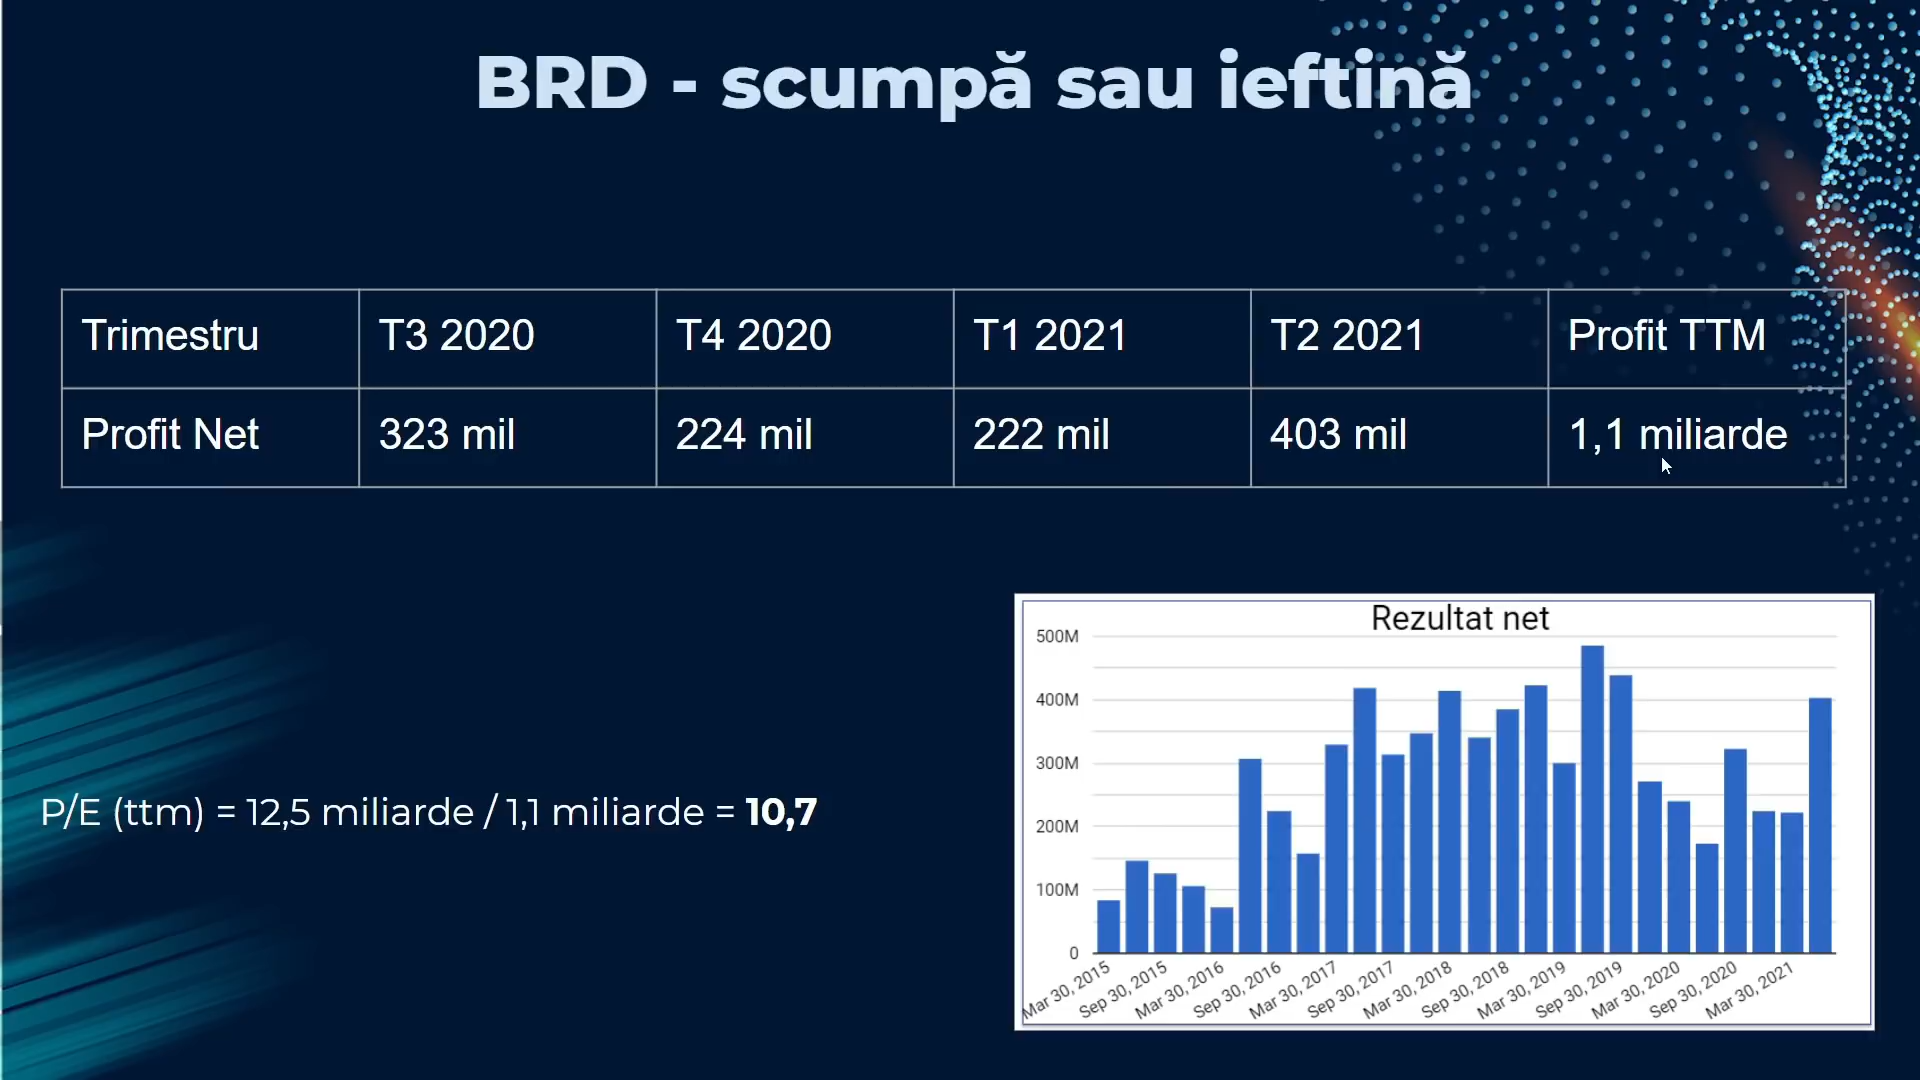 BRD - scumpă sau ieftină
Trimestru T3 2020 T4 2020 T1 2021 T2 2021 Profit TTM
Profit Net 323 mil 224 mil 222 mil 403 mil 1,1 miliarde
P/E (ttm) = 12,5 miliarde / 1,1 miliarde = 10,7
Rezultat net
500M
400M
300M
200M
100M
0
Mar 30, 2015 Sep 30, 2015 Mar 30, 2016 Sep 30, 2016 Mar 30, 2017 Sep 30, 2017 Mar 30, 2018 Sep 30, 2018 Mar 30, 2019 Sep 30, 2019 Mar 30, 2020 Sep 30, 2020 Mar 30, 2021